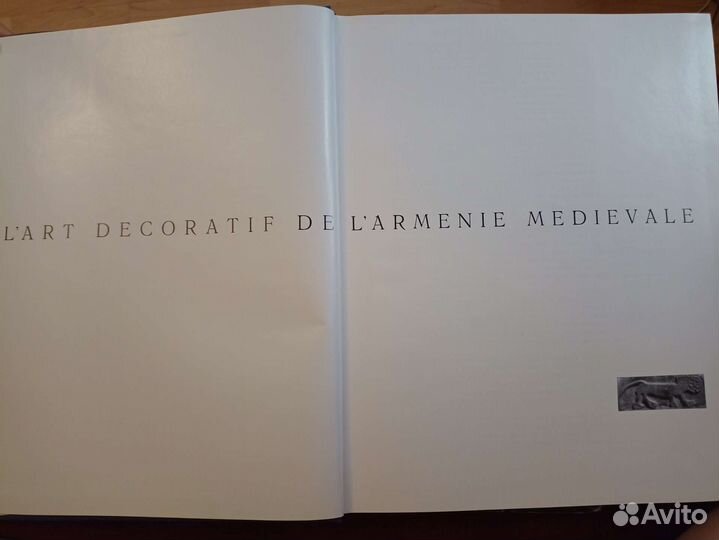 L'ART DECORATIF DE L'ARMENIE MEDIEVALE
Avito